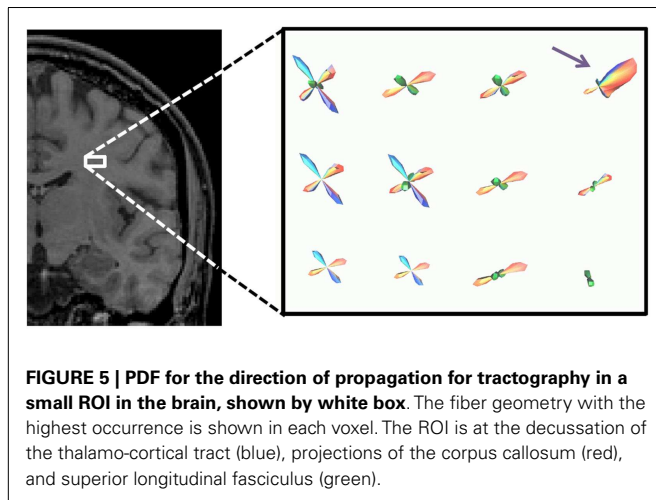 FIGURE 5 | PDF for the direction of propagation for tractography in a
small ROI in the brain, shown by white box. The fiber geometry with the
highest occurrence is shown in each voxel. The ROI is at the decussation of
the thalamo-cortical tract (blue), projections of the corpus callosum (red),
and superior longitudinal fasciculus (green).